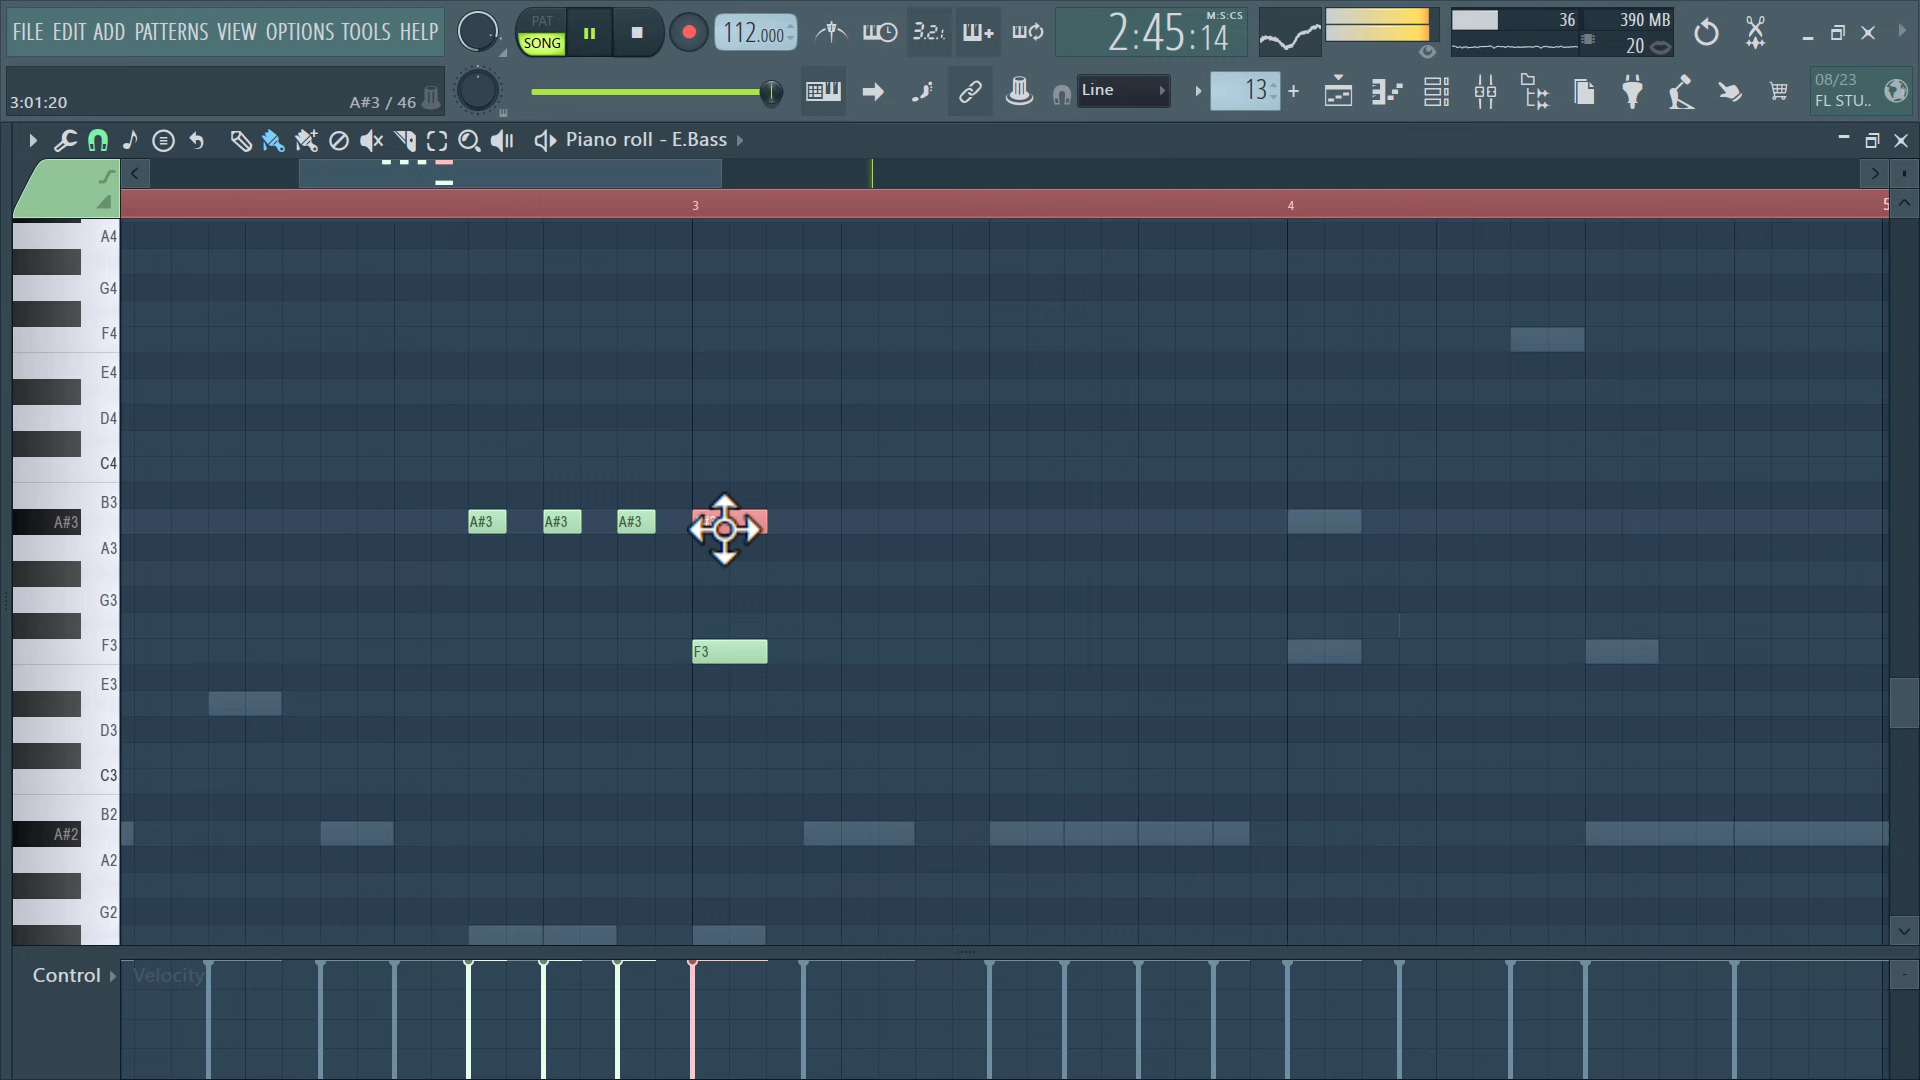 FILE EDIT ADD PATTERNS VIEW OPTIONS TOOLS HELP
PAT
SONG
112.000
3.2.1.
M:S:CS
2:45:14
36
390 MB
20
3:01:20
A#3 / 46
Line
13
08/23
FL STU..
Piano roll - E.Bass
3
4
5
A4
G4
F4
E4
D4
C4
B3
A#3
A#3
A#3
A#3
A3
G3
F3
F3
E3
D3
C3
B2
A#2
A2
G2
Control
Velocity